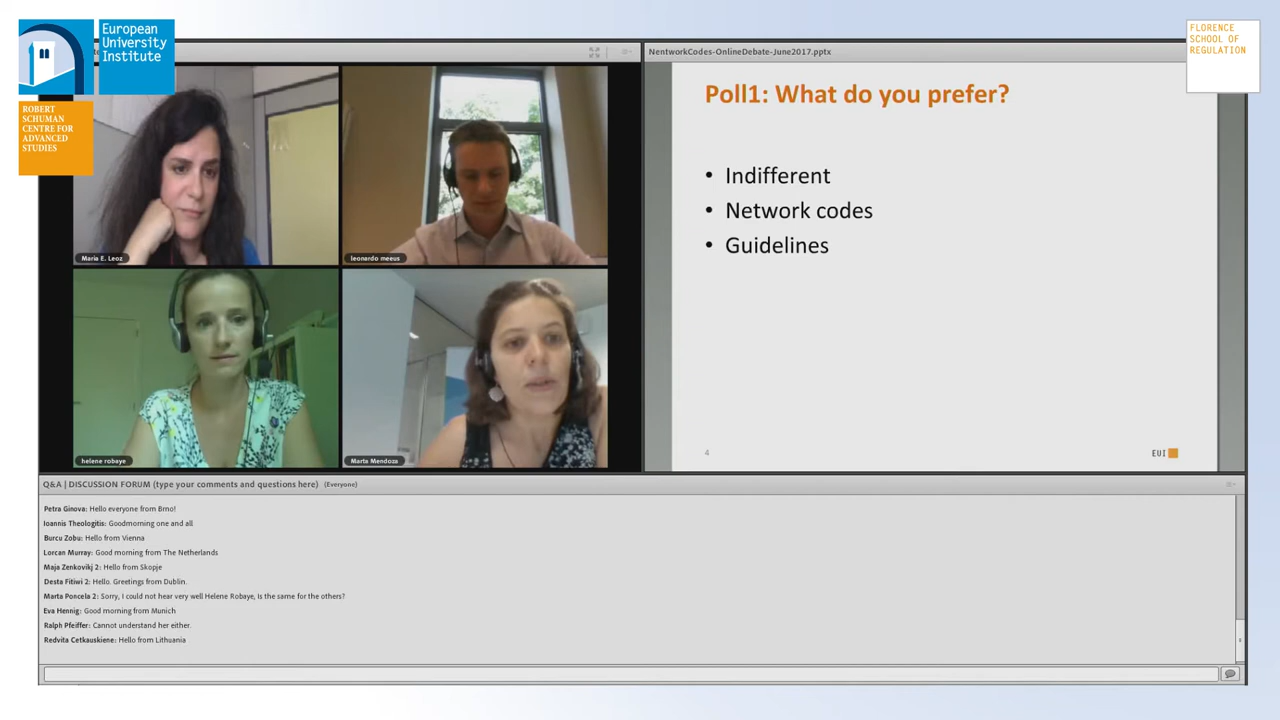 European
University
Institute
ROBERT
SCHUMAN
CENTRE FOR
ADVANCED
STUDIES
FLORENCE
SCHOOL OF
REGULATION
NentworkCodes-OnlineDebate-June2017.pptx
Maria E. Leoz
leonardo meeus
helene robaye
Marta Mendoza
Poll1: What do you prefer?
• Indifferent
• Network codes
• Guidelines
4
EUI
Q&A | DISCUSSION FORUM (type your comments and questions here) (Everyone)
Petra Ginova: Hello everyone from Brno!
Ioannis Theologitis: Goodmorning one and all
Burcu Zobu: Hello from Vienna
Lorcan Murray: Good morning from The Netherlands
Maja Zenkovikj 2: Hello from Skopje
Desta Fitiwi 2: Hello. Greetings from Dublin.
Marta Poncela 2: Sorry, I could not hear very well Helene Robaye, is the same for the others?
Eva Hennig: Good morning from Munich
Ralph Pfeiffer: Cannot understand her either.
Redvita Cetkauskiene: Hello from Lithuania